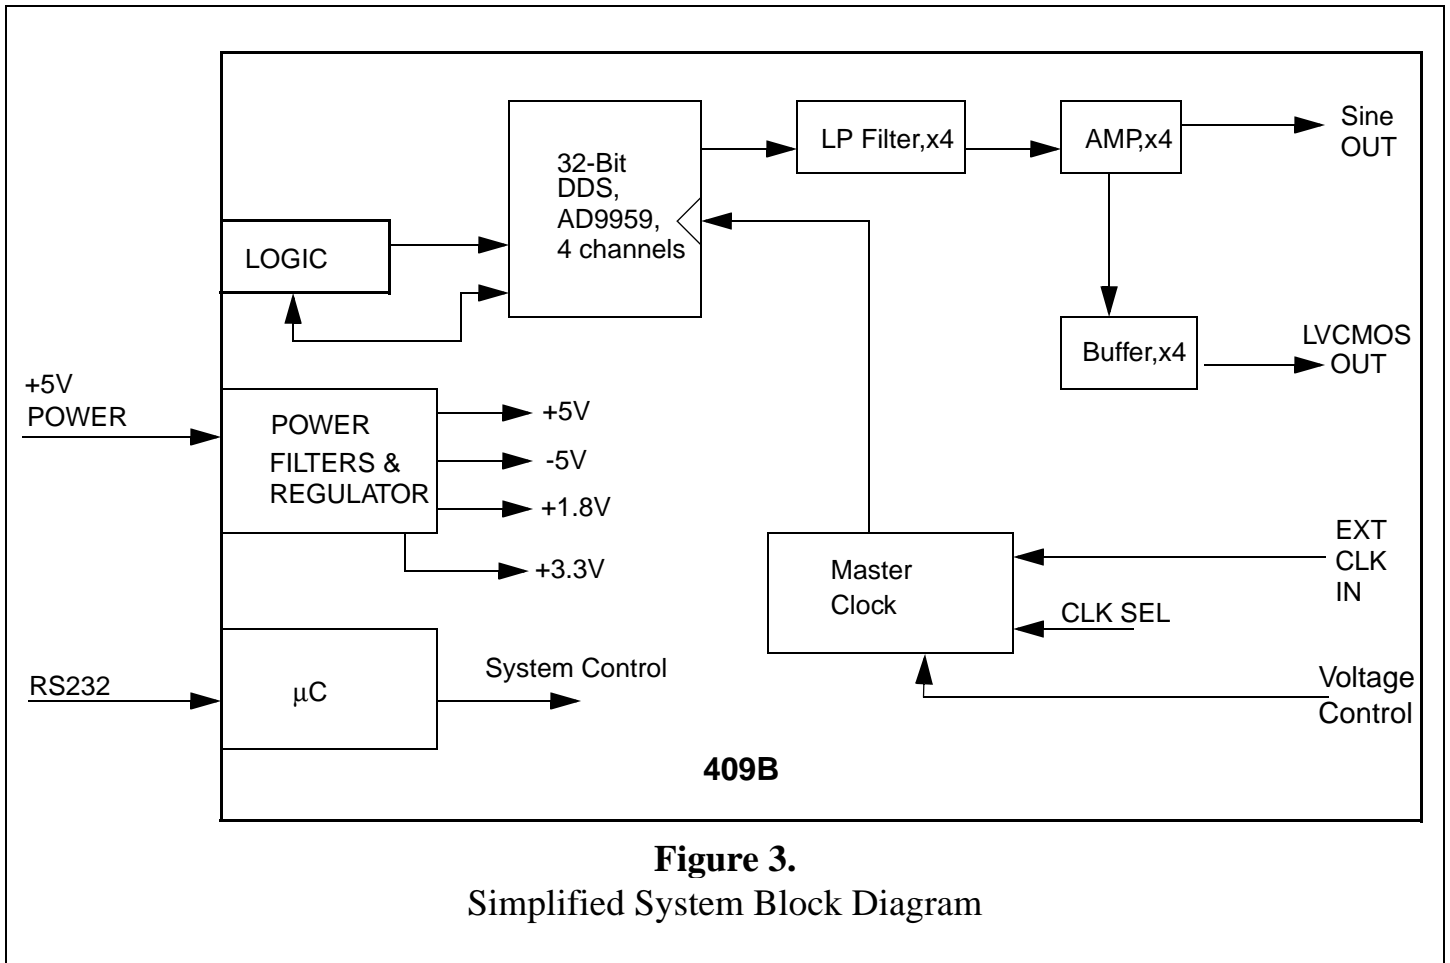 32-Bit
DDS,
AD9959,
4 channels
LP Filter,x4
AMP,x4
Sine
OUT
LOGIC
Buffer,x4
LVCMOS
OUT
+5V
POWER
POWER
FILTERS &
REGULATOR
+5V
-5V
+1.8V
+3.3V
Master
Clock
EXT
CLK
IN
CLK SEL
Voltage
Control
RS232
μC
System Control
409B
Figure 3.
Simplified System Block Diagram